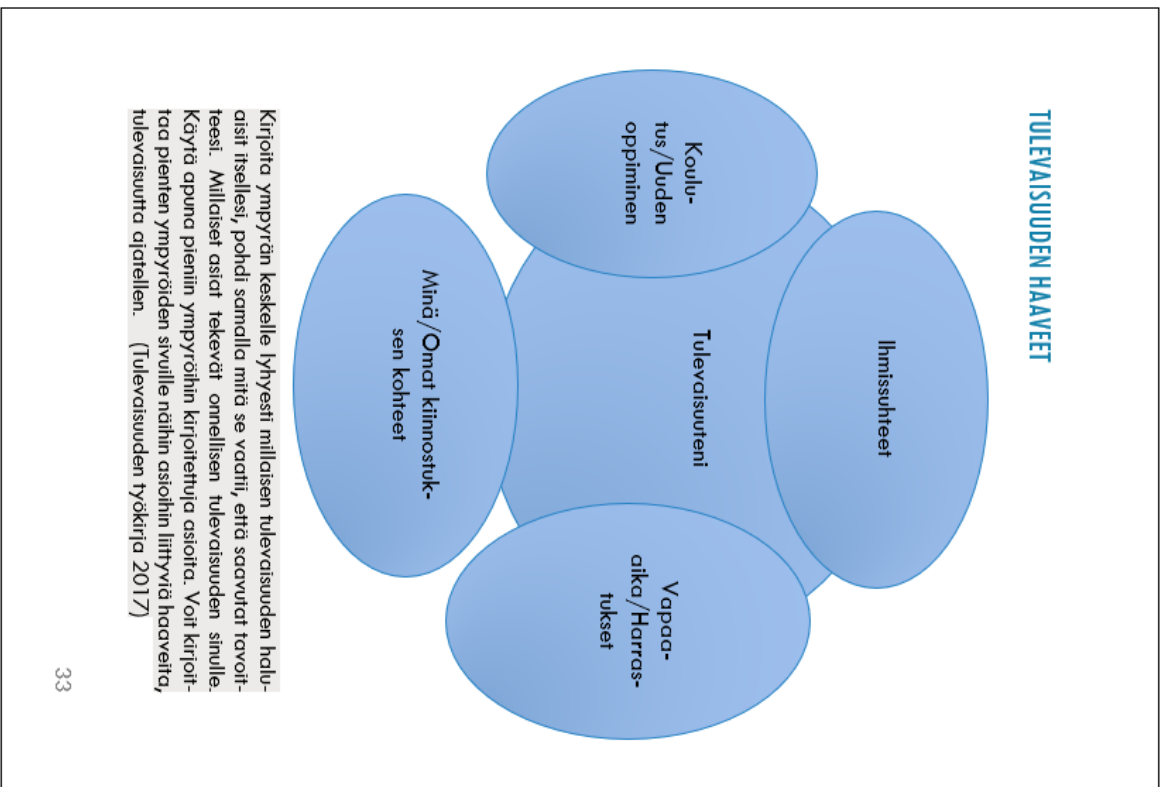 TULEVAISUUDEN HAAVEET
Ihmissuhteet
Koulu-
tus/Uuden
oppiminen
Tulevaisuuteni
Vapaa-
aika/Harras-
tukset
Minä/Omat kiinnostuk-
sen kohteet
Kirjoita ympyrän keskelle lyhyesti millaisen tulevaisuuden halu-
aisit itsellesi, pohdi samalla mitä se vaatii, että saavutat tavoit-
teesi. Millaiset asiat tekevät onnellisen tulevaisuuden sinulle.
Käytä apuna pieniin ympyröihin kirjoitettuja asioita. Voit kirjoit-
taa pienten ympyröiden sivuille näihin asioihin liittyviä haaveita,
tulevaisuutta ajatellen. (Tulevaisuuden työkirja 2017)
33